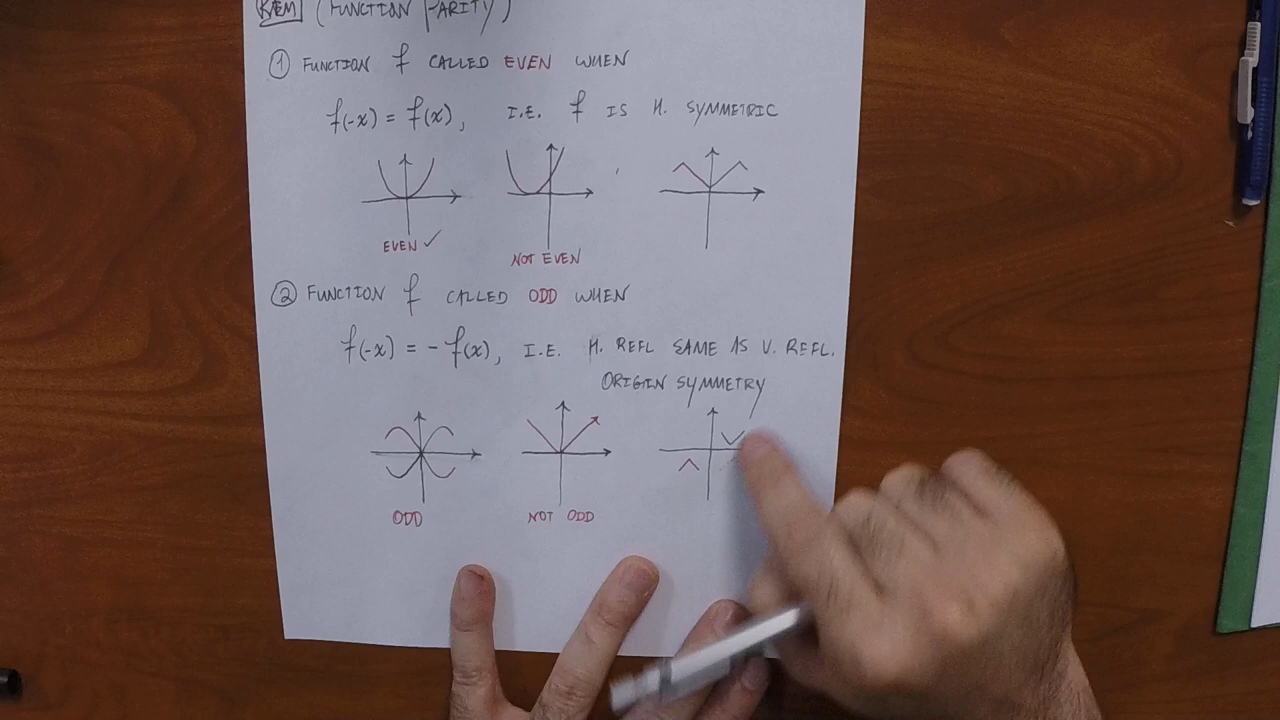 REM (FUNCTION PARITY)
① FUNCTION f CALLED EVEN WHEN
f(-x) = f(x), I.E. f IS H. SYMMETRIC
EVEN ✓
NOT EVEN
② FUNCTION f CALLED ODD WHEN
f(-x) = - f(x), I.E. H. REFL SAME AS V. REFL.
ORIGIN SYMMETRY
ODD
NOT ODD